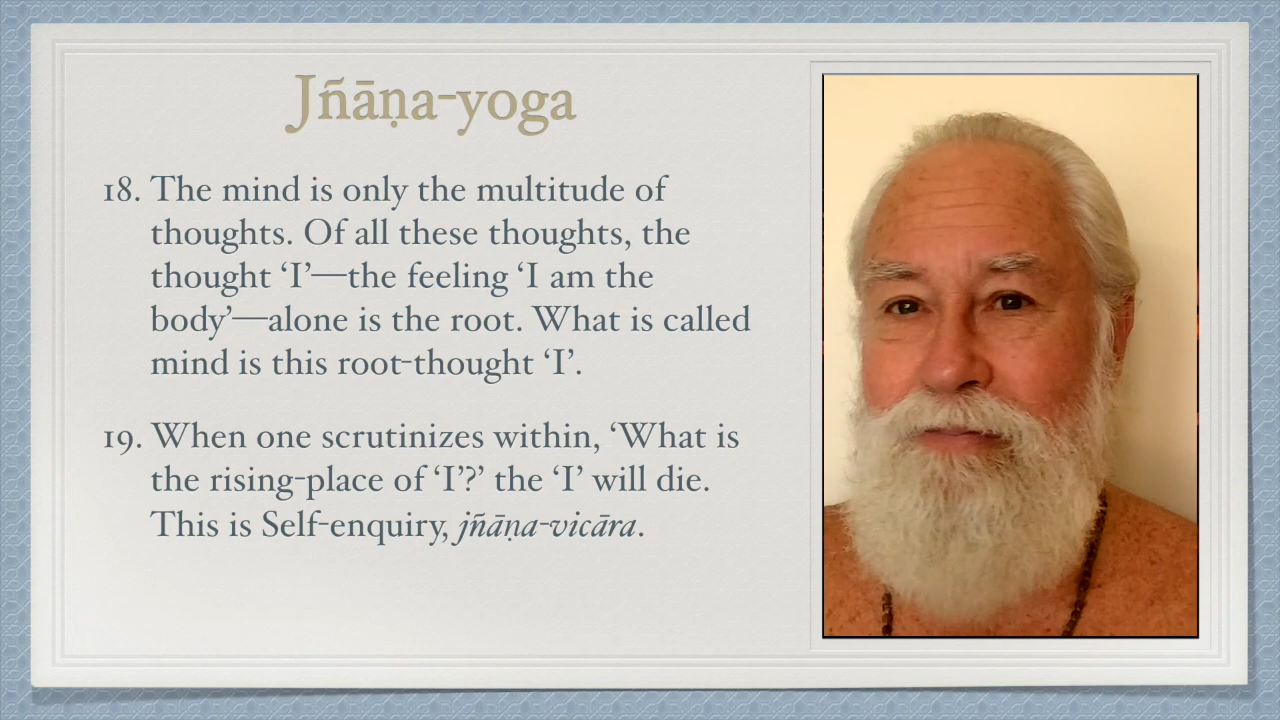 Jñāṇa-yoga
18. The mind is only the multitude of
thoughts. Of all these thoughts, the
thought ‘I’—the feeling ‘I am the
body’—alone is the root. What is called
mind is this root-thought ‘I’.
19. When one scrutinizes within, ‘What is
the rising-place of ‘I’?’ the ‘I’ will die.
This is Self-enquiry, jñāṇa-vicāra.